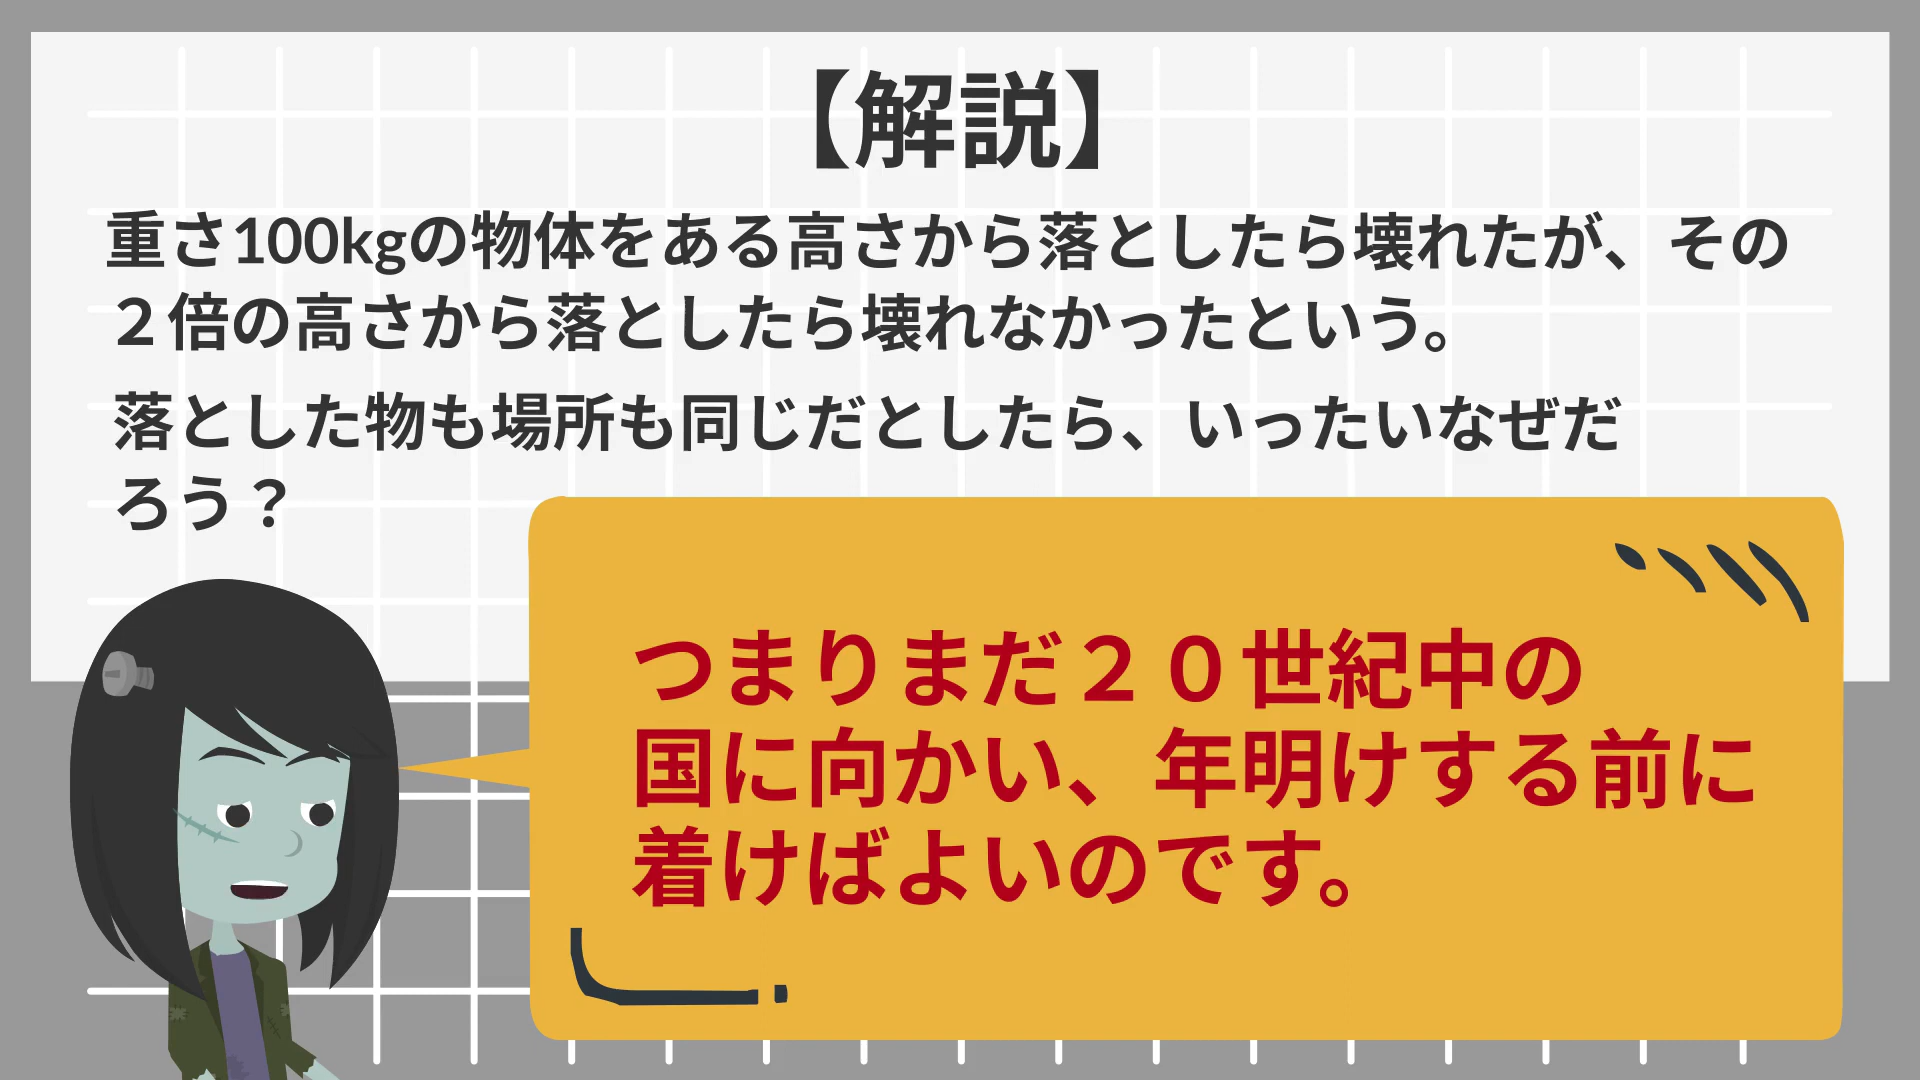 【解説】
重さ100kgの物体をある高さから落としたら壊れたが、その
２倍の高さから落としたら壊れなかったという。
落とした物も場所も同じだとしたら、いったいなぜだ
ろう？
つまりまだ２０世紀中の
国に向かい、年明けする前に
着けばよいのです。